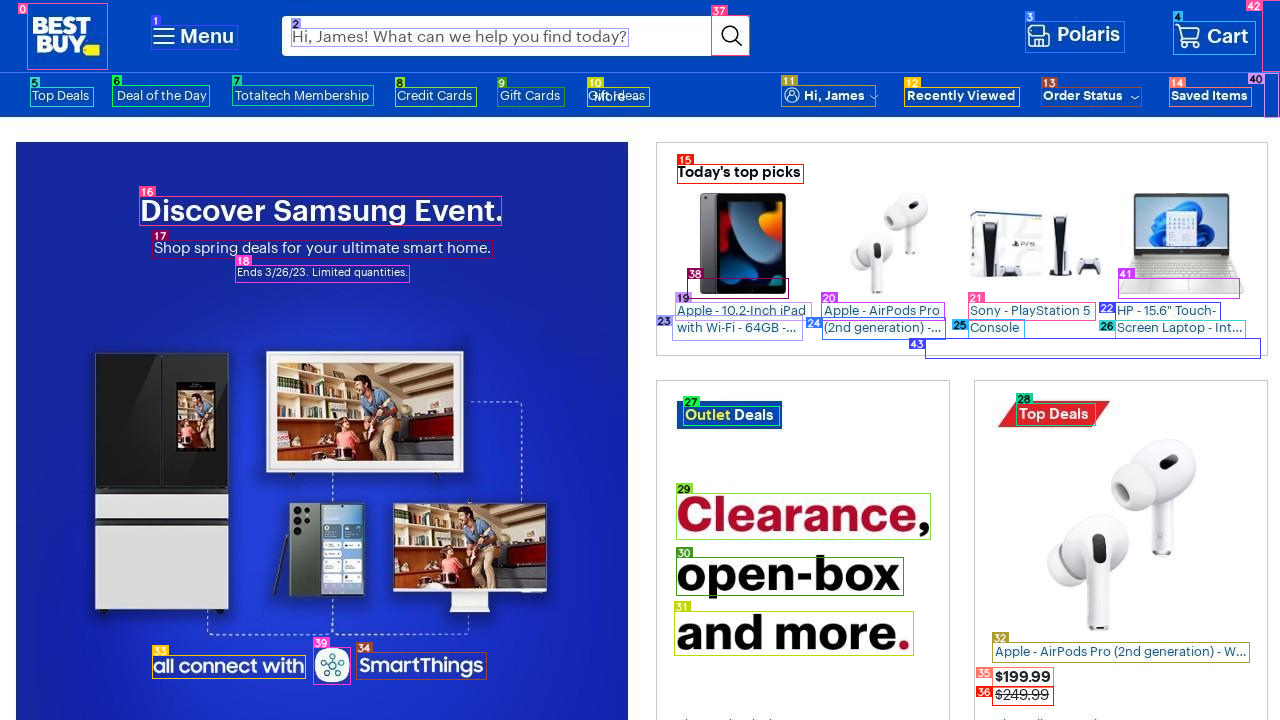 BEST BUY
Menu
Hi, James! What can we help you find today?
Polaris
Cart
Top Deals
Deal of the Day
Totaltech Membership
Credit Cards
Gift Cards
Gift Ideas
More
Hi, James
Recently Viewed
Order Status
Saved Items
Discover Samsung Event.
Shop spring deals for your ultimate smart home.
Ends 3/26/23. Limited quantities.
all connect with
SmartThings
Today's top picks
Apple - 10.2-Inch iPad
with Wi-Fi - 64GB -...
Apple - AirPods Pro
(2nd generation) -...
Sony - PlayStation 5
Console
HP - 15.6" Touch-
Screen Laptop - Int...
Outlet Deals
Clearance,
open-box
and more.
Top Deals
Apple - AirPods Pro (2nd generation) - W...
$199.99
$249.99
0
1
2
3
4
5
6
7
8
9
10
11
12
13
14
15
16
17
18
19
20
21
22
23
24
25
26
27
28
29
30
31
32
33
34
35
36
37
38
39
40
41
42
43